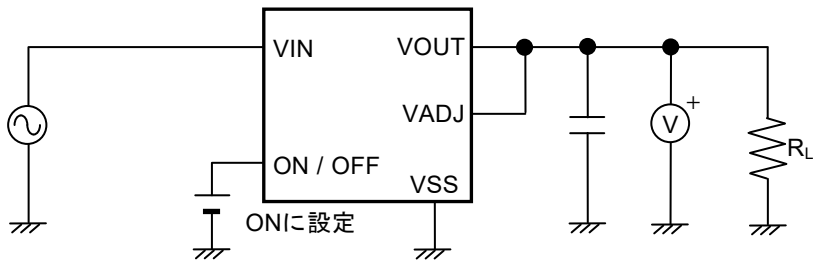 VIN
VOUT
VADJ
ON / OFF
VSS
ONに設定
V
+
RL